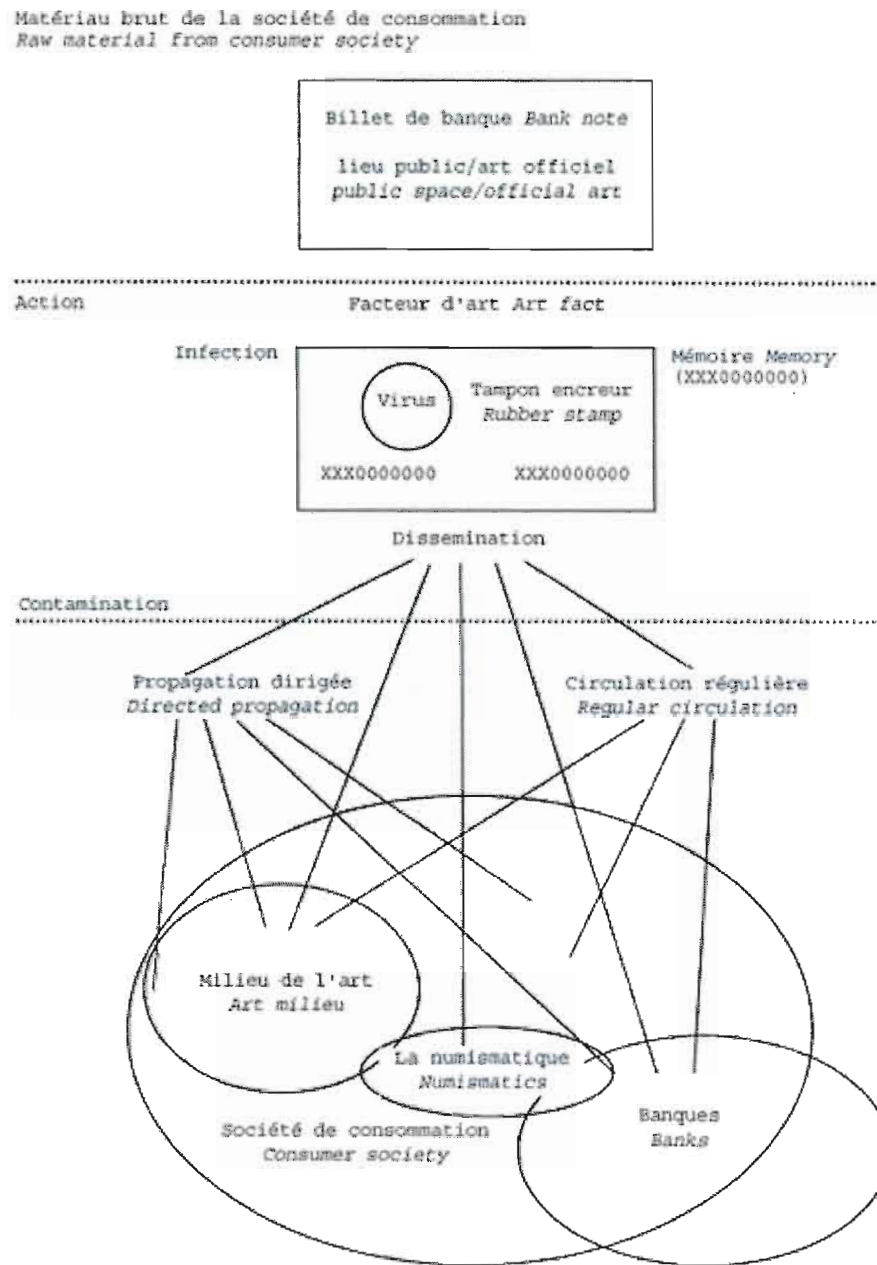 Matériau brut de la société de consommation
Raw material from consumer society
Billet de banque Bank note
lieu public/art officiel
public space/official art
Action
Facteur d'art Art fact
Infection
Mémoire Memory
(XXX0000000)
Virus
Tampon encreur
Rubber stamp
XXX0000000 XXX0000000
Dissemination
Contamination
Propagation dirigée
Directed propagation
Circulation régulière
Regular circulation
Milieu de l'art
Art milieu
La numismatique
Numismatics
Société de consommation
Consumer society
Banques
Banks